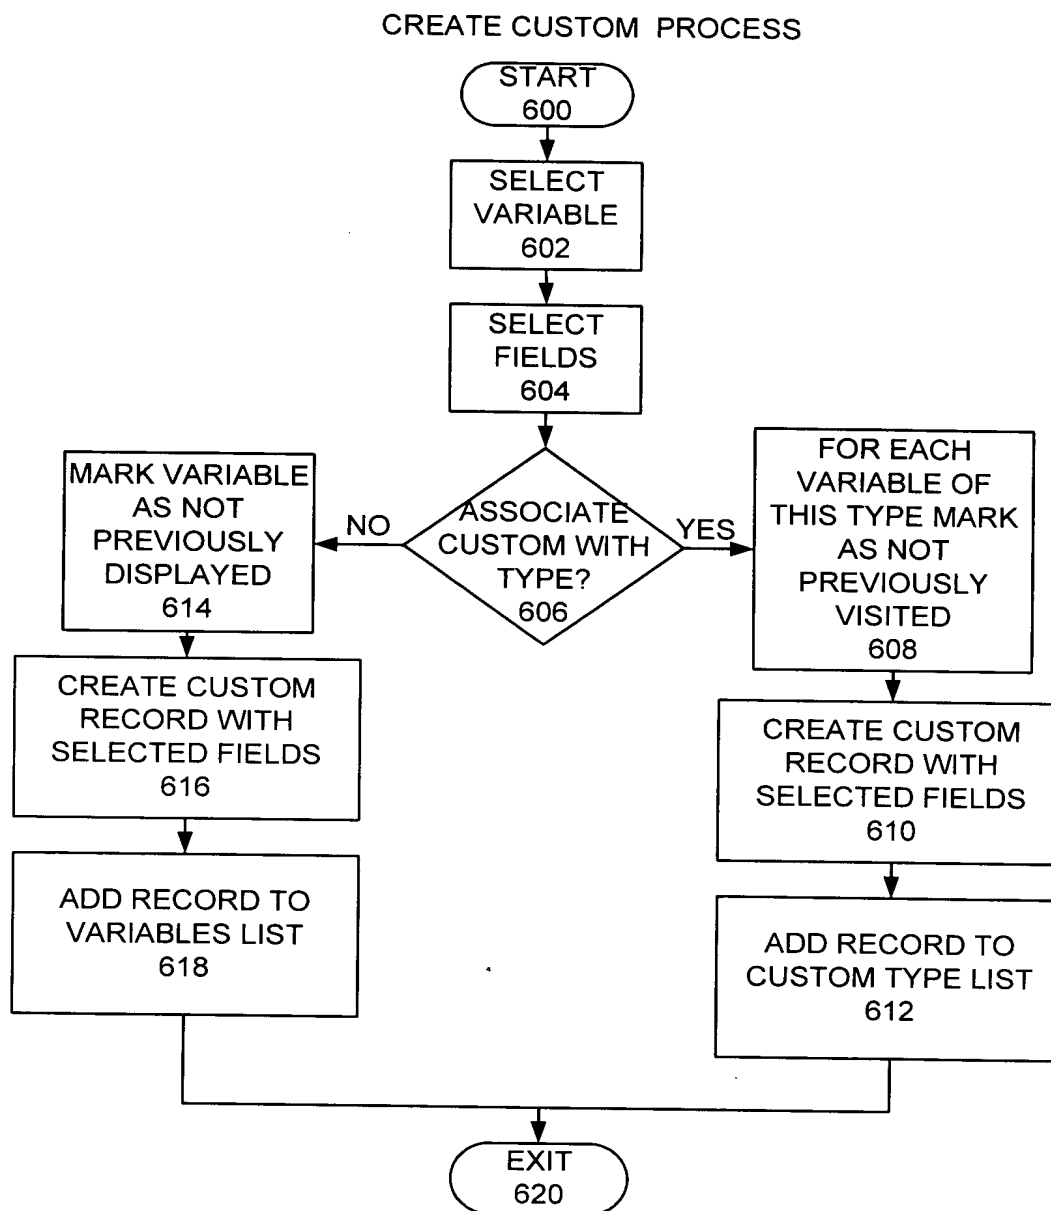 CREATE CUSTOM PROCESS
START
600
SELECT
VARIABLE
602
SELECT
FIELDS
604
ASSOCIATE
CUSTOM WITH
TYPE?
606
NO
YES
MARK VARIABLE
AS NOT
PREVIOUSLY
DISPLAYED
614
CREATE CUSTOM
RECORD WITH
SELECTED FIELDS
616
ADD RECORD TO
VARIABLES LIST
618
FOR EACH
VARIABLE OF
THIS TYPE MARK
AS NOT
PREVIOUSLY
VISITED
608
CREATE CUSTOM
RECORD WITH
SELECTED FIELDS
610
ADD RECORD TO
CUSTOM TYPE LIST
612
EXIT
620